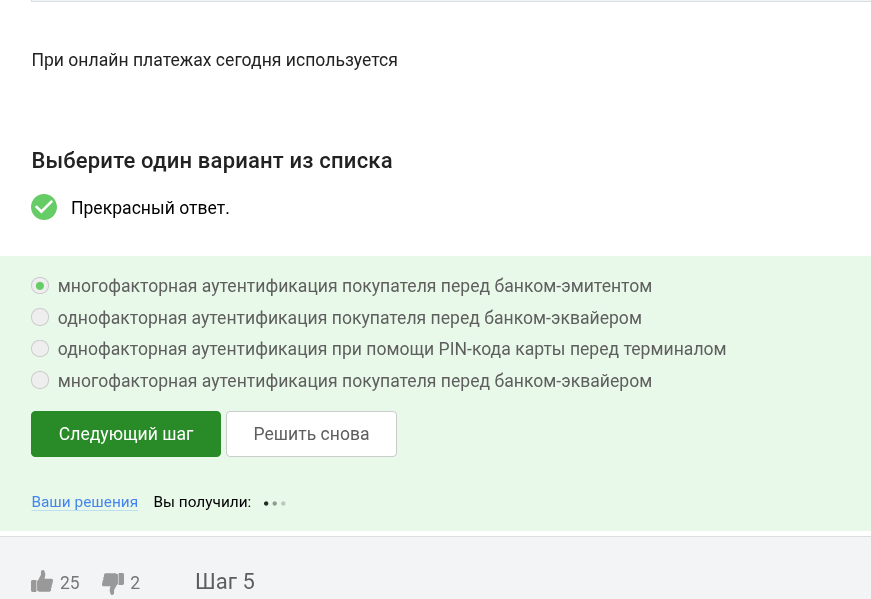 При онлайн платежах сегодня используется
Выберите один вариант из списка
Прекрасный ответ.
многофакторная аутентификация покупателя перед банком-эмитентом
однофакторная аутентификация покупателя перед банком-эквайером
однофакторная аутентификация при помощи PIN-кода карты перед терминалом
многофакторная аутентификация покупателя перед банком-эквайером
Следующий шаг Решить снова
Ваши решения Вы получили:
25 2 Шаг 5